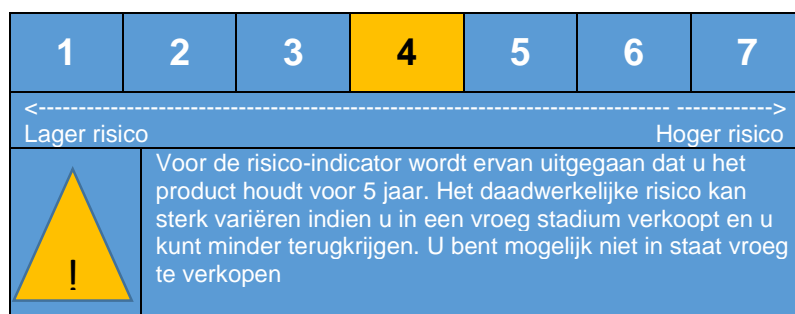 1 2 3 4 5 6 7
<------------------------------------------------------------------------------- ------------>
Lager risico Hoger risico
Voor de risico-indicator wordt ervan uitgegaan dat u het
product houdt voor 5 jaar. Het daadwerkelijke risico kan
sterk variëren indien u in een vroeg stadium verkoopt en u
kunt minder terugkrijgen. U bent mogelijk niet in staat vroeg
te verkopen
!